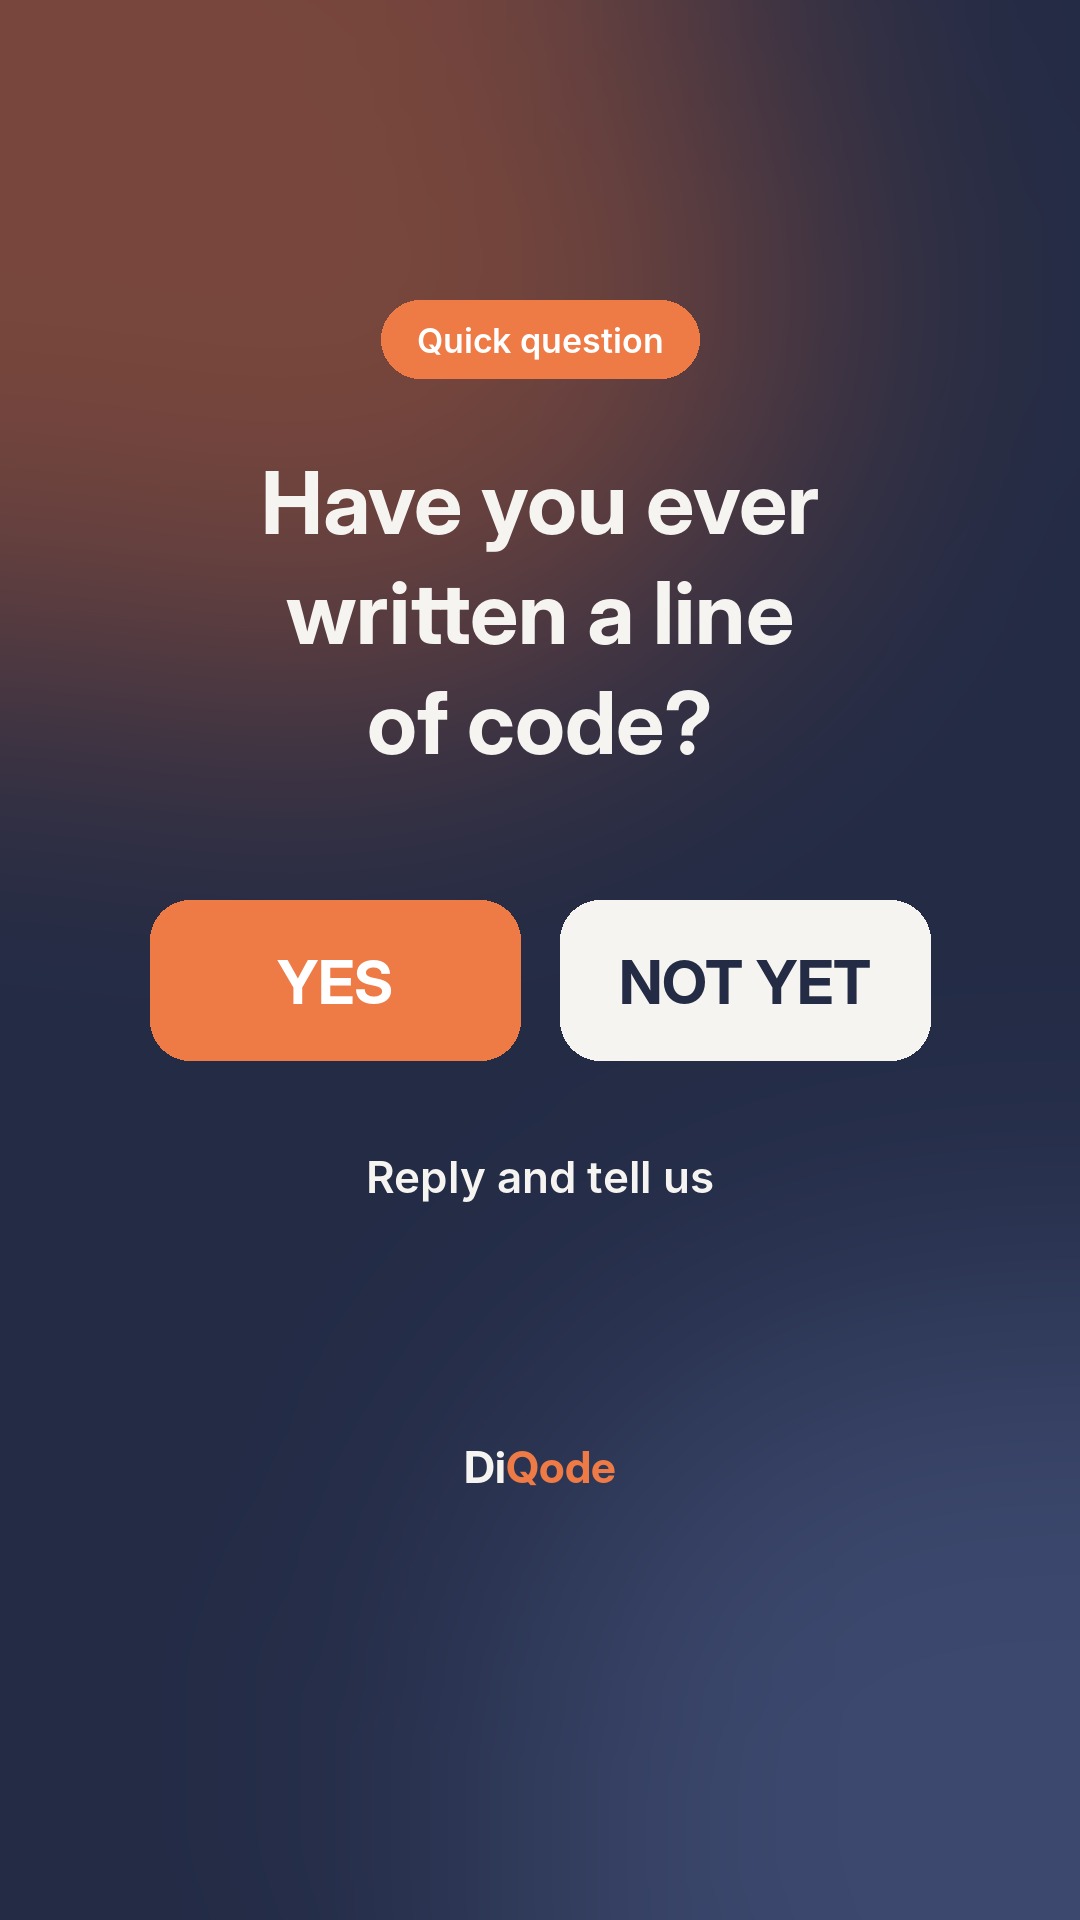 Quick question
Have you ever
written a line
of code?
YES
NOT YET
Reply and tell us
DiQode